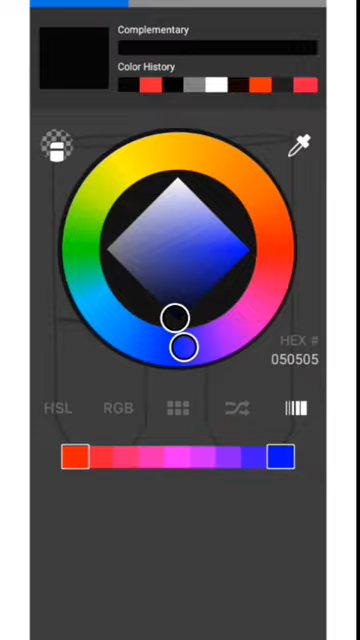 Complementary
Color History
HEX #
050505
HSL RGB